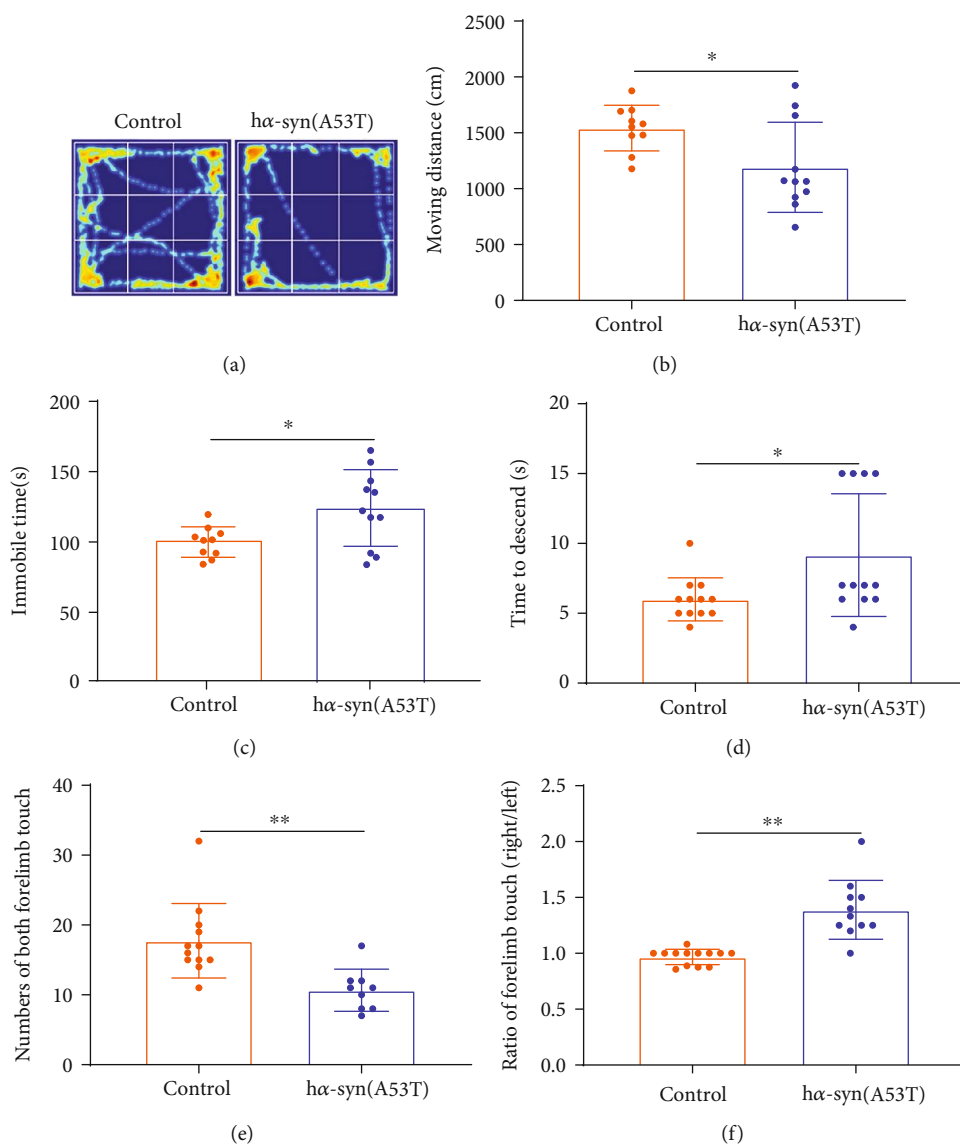 Control
hα-syn(A53T)
(a)
Moving distance (cm)
2500
2000
1500
1000
500
0
*
Control
hα-syn(A53T)
(b)
Immobile time(s)
200
150
100
50
0
*
Control
hα-syn(A53T)
(c)
Time to descend (s)
20
15
10
5
0
*
Control
hα-syn(A53T)
(d)
Numbers of both forelimb touch
40
30
20
10
0
**
Control
hα-syn(A53T)
(e)
Ratio of forelimb touch (right/left)
2.5
2.0
1.5
1.0
0.5
0.0
**
Control
hα-syn(A53T)
(f)